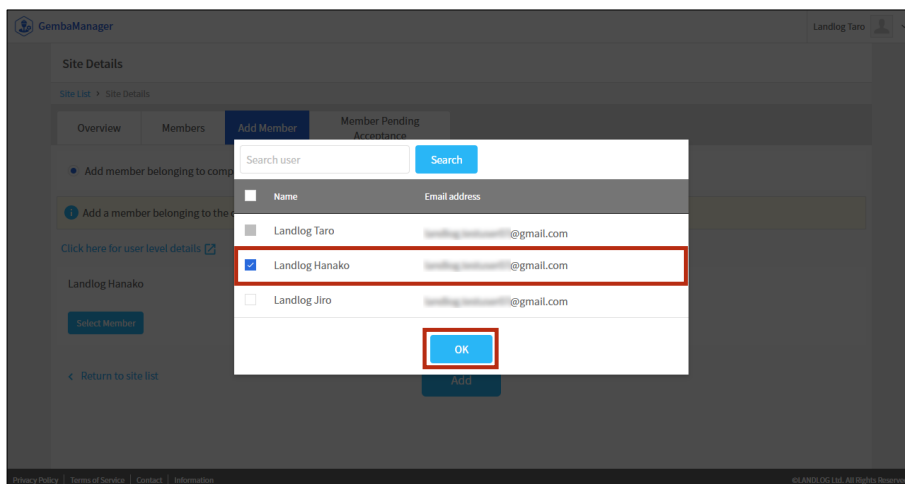 GembaManager
Landlog Taro
Site Details
Site List > Site Details
Overview
Members
Add Member
Member Pending
Acceptance
Search user
Search
Add member belonging to comp
Name
Email address
Add a member belonging to the
Landlog Taro
@gmail.com
Click here for user level details
Landlog Hanako
@gmail.com
Landlog Hanako
Landlog Jiro
@gmail.com
Select Member
OK
< Return to site list
Add
Privacy Policy | Terms of Service | Contact | Information
©LANDLOG Ltd. All Rights Reserve